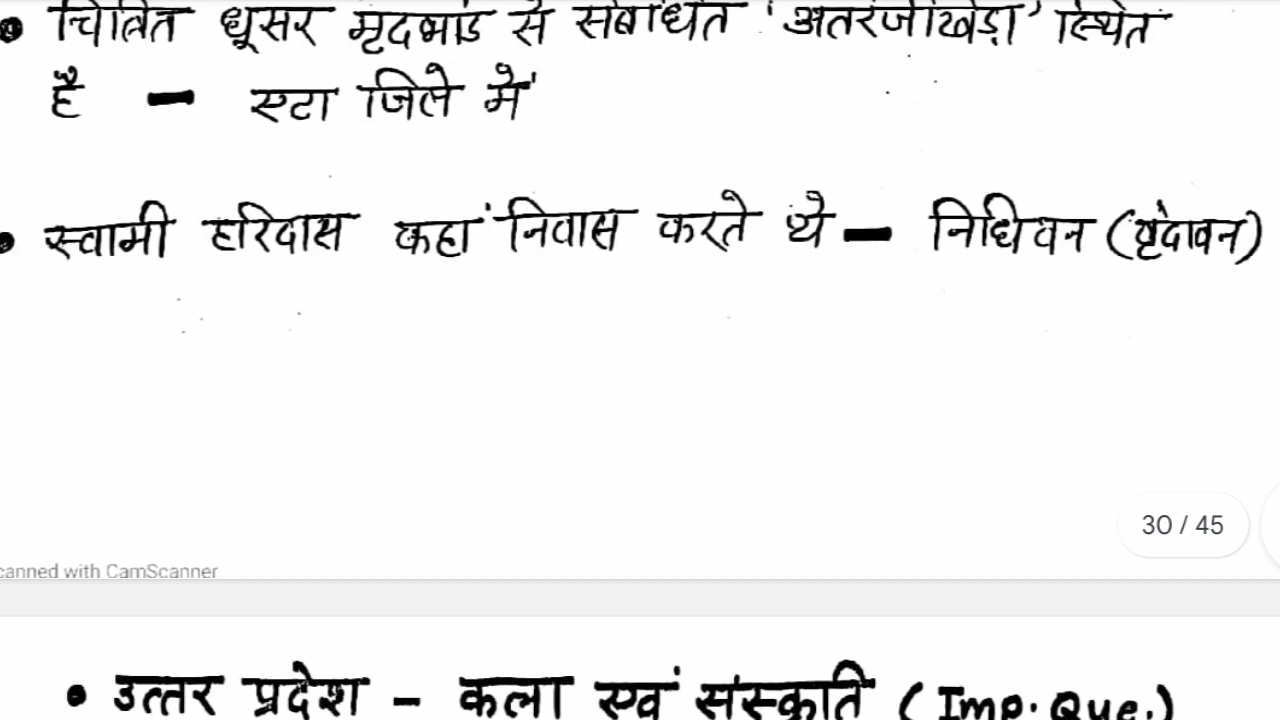 • चित्रित धूसर मृदभांड से संबंधित 'अतरंजीखेड़ा' स्थित
है – एटा जिले में
• स्वामी हरिदास कहां निवास करते थे – निधिवन (वृंदावन)
30 / 45
canned with CamScanner
• उत्तर प्रदेश – कला एवं संस्कृति (Imp. Que.)